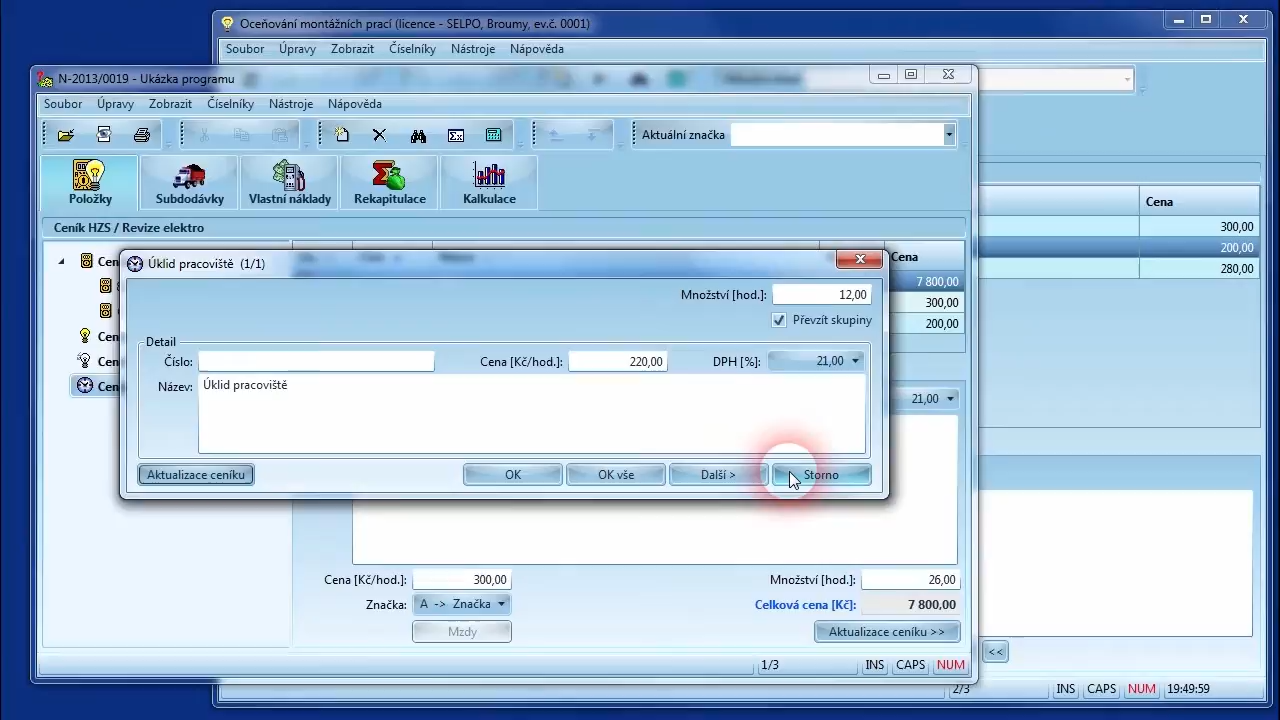 Oceňování montážních prací (licence - SELPO, Broumy, ev.č. 0001)
Soubor Úpravy Zobrazit Číselníky Nástroje Nápověda
N-2013/0019 - Ukázka programu
Soubor Úpravy Zobrazit Číselníky Nástroje Nápověda
Aktuální značka
Položky Subdodávky Vlastní náklady Rekapitulace Kalkulace
Ceník HZS / Revize elektro
Cena
300,00
200,00
280,00
Cena
7 800,00
300,00
200,00
Úklid pracoviště (1/1)
Množství [hod.]: 12,00
Převzít skupiny
Detail
Číslo: Cena [Kč/hod.]: 220,00 DPH [%]: 21,00
Název: Úklid pracoviště
Aktualizace ceníku OK OK vše Další > Storno
21,00
Cena [Kč/hod.]: 300,00 Množství [hod.]: 26,00
Značka: A -> Značka Celková cena [Kč]: 7 800,00
Mzdy Aktualizace ceníku >>
<<
1/3 INS CAPS NUM
2/3 INS CAPS NUM 19:49:59